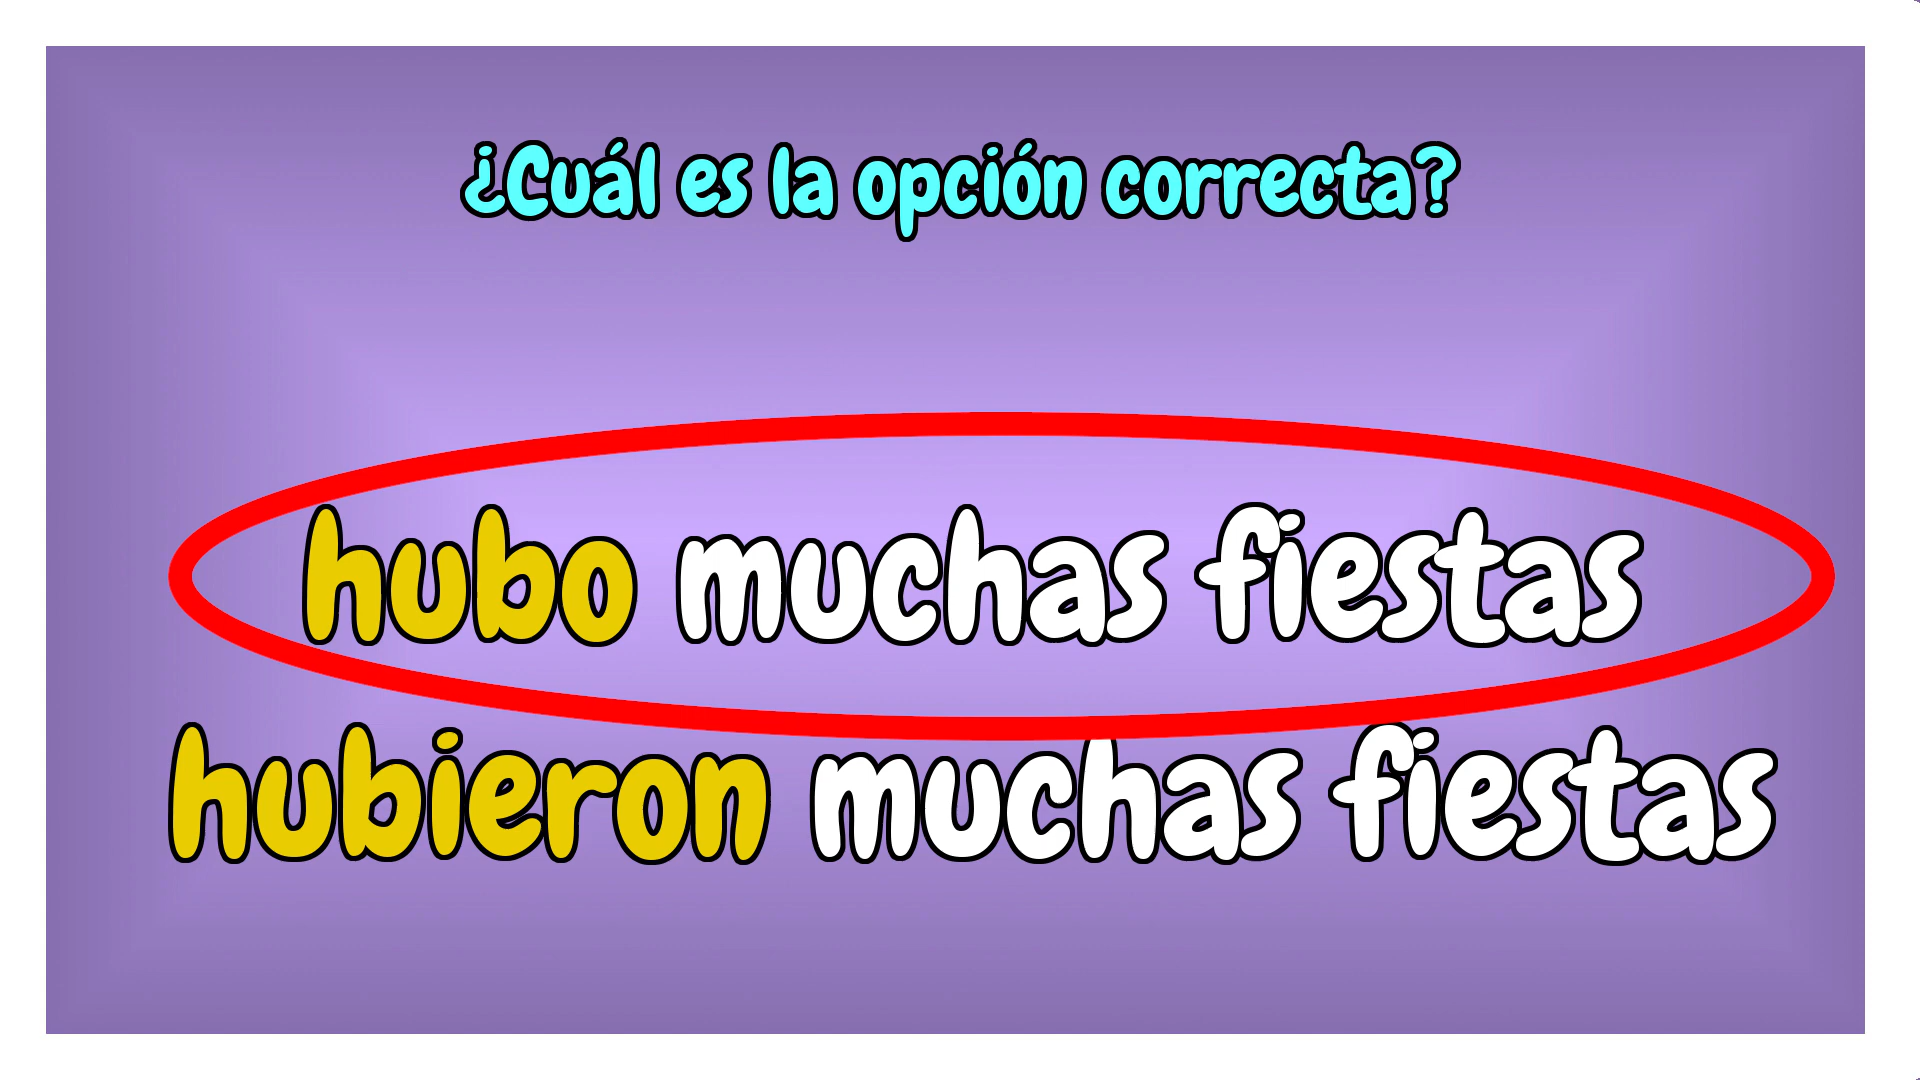 ¿Cuál es la opción correcta?
hubo muchas fiestas
hubieron muchas fiestas